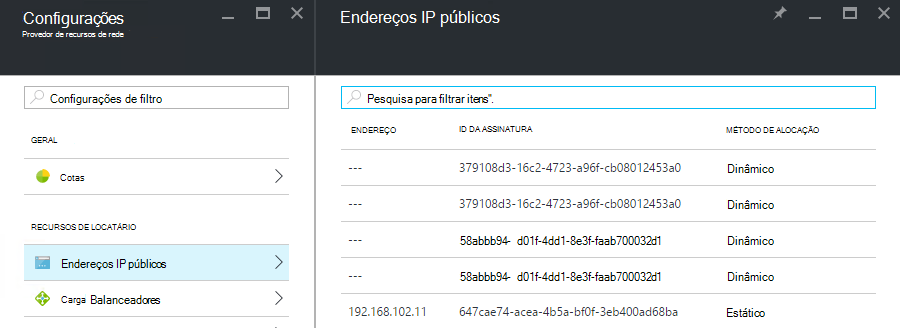 Configurações
Provedor de recursos de rede
Configurações de filtro
GERAL
Cotas
RECURSOS DE LOCATÁRIO
Endereços IP públicos
Carga Balanceadores
Endereços IP públicos
Pesquisa para filtrar itens".
ENDEREÇO ID DA ASSINATURA MÉTODO DE ALOCAÇÃO
--- 379108d3-16c2-4723-a96f-cb08012453a0 Dinâmico
--- 379108d3-16c2-4723-a96f-cb08012453a0 Dinâmico
--- 58abbb94- d01f-4dd1-8e3f-faab700032d1 Dinâmico
--- 58abbb94- d01f-4dd1-8e3f-faab700032d1 Dinâmico
192.168.102.11 647cae74-acea-4b5a-bf0f-3eb400ad68ba Estático